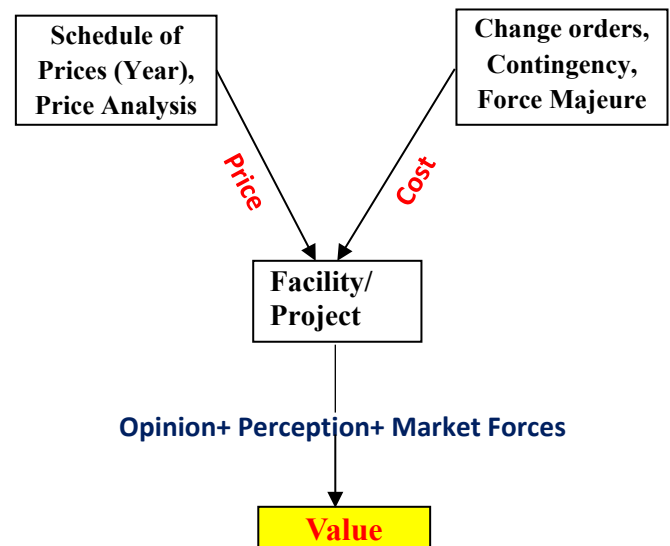 Schedule of
Prices (Year),
Price Analysis
Change orders,
Contingency,
Force Majeure
Price
Cost
Facility/
Project
Opinion+ Perception+ Market Forces
Value